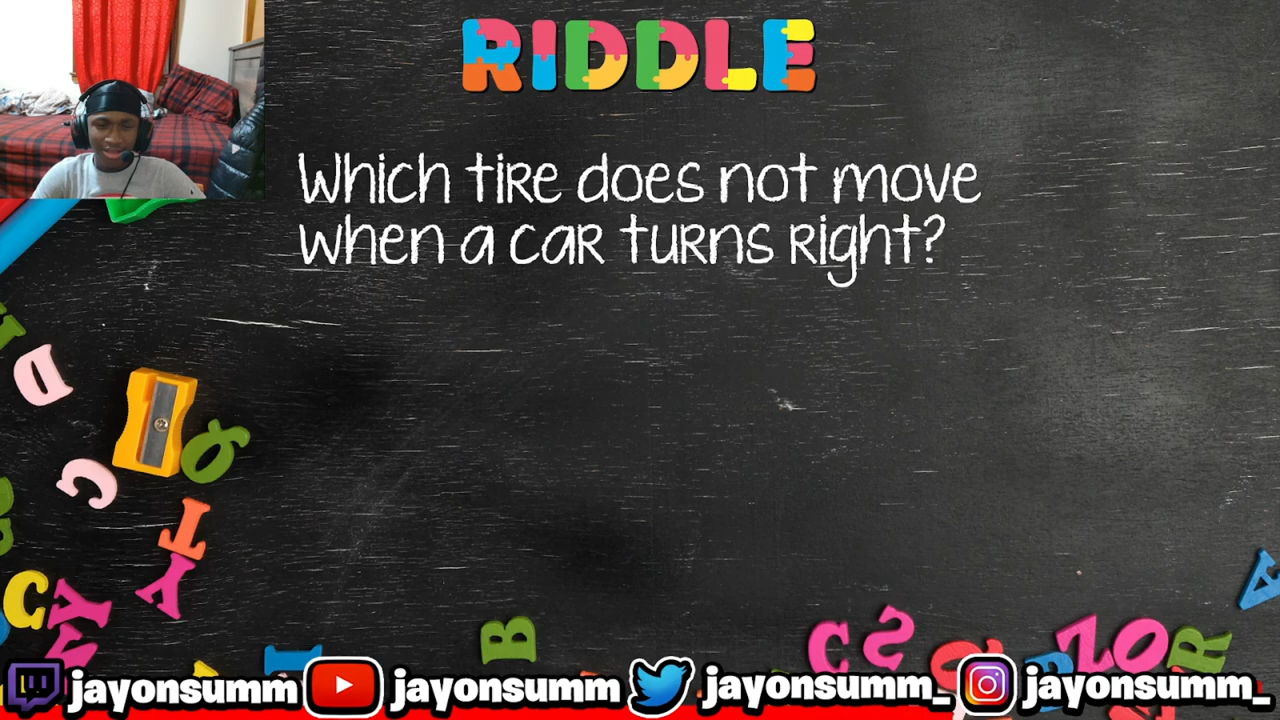 RIDDLE
Which tire does not move
when a car turns right?
jayonsumm
jayonsumm
jayonsumm_
jayonsumm_